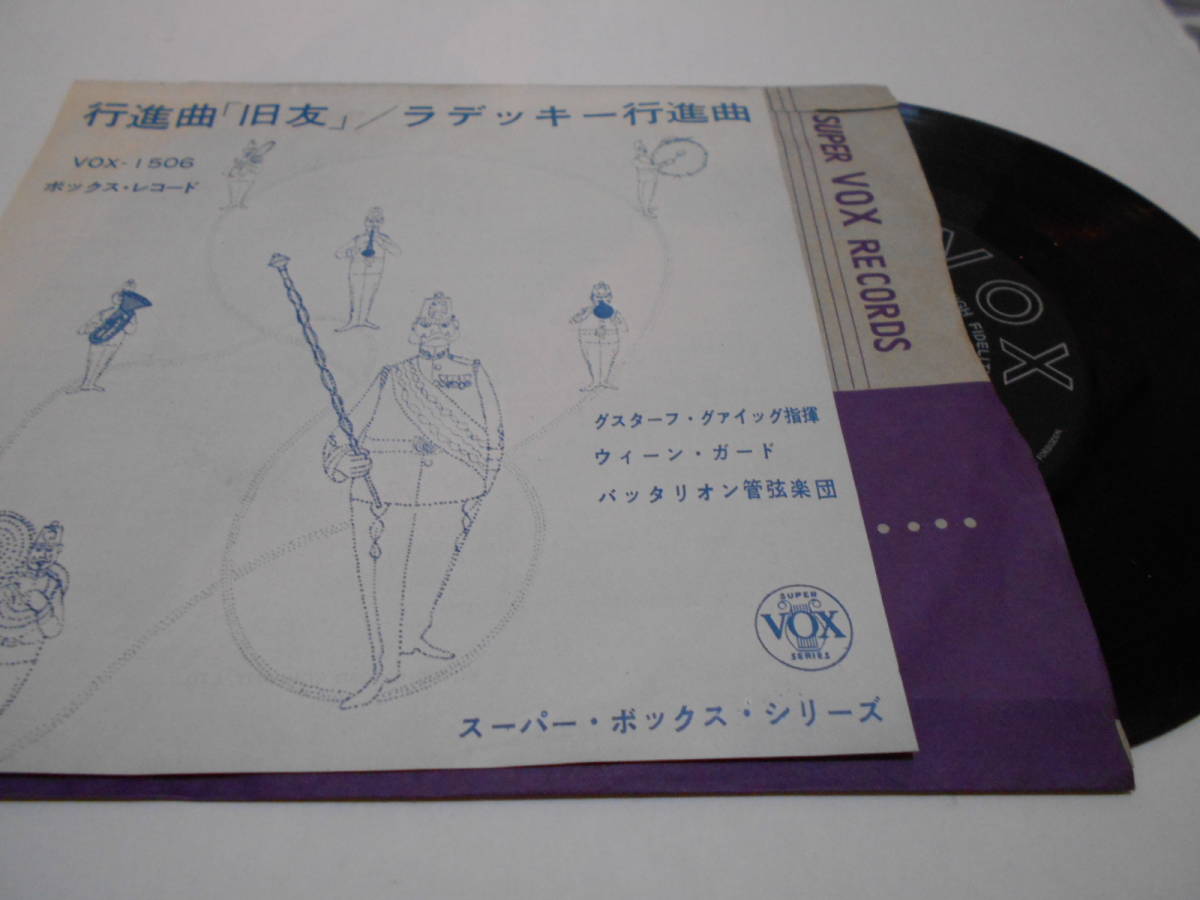 行進曲「旧友」／ラデッキー行進曲
VOX-1506
ボックス・レコード
グスターフ・グァイッグ指揮
ウィーン・ガード
バッタリオン管弦楽団
SUPER
VOX
SERIES
スーパー・ボックス・シリーズ
SUPER VOX RECORDS
VOX